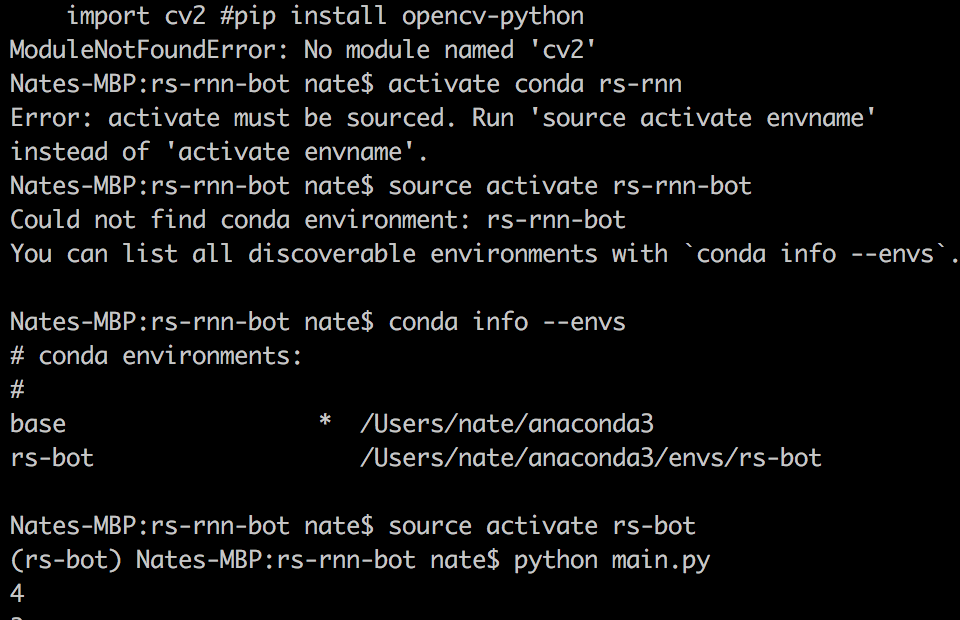 import cv2 #pip install opencv-python
ModuleNotFoundError: No module named 'cv2'
Nates-MBP:rs-rnn-bot nate$ activate conda rs-rnn
Error: activate must be sourced. Run 'source activate envname'
instead of 'activate envname'.
Nates-MBP:rs-rnn-bot nate$ source activate rs-rnn-bot
Could not find conda environment: rs-rnn-bot
You can list all discoverable environments with `conda info --envs`.
Nates-MBP:rs-rnn-bot nate$ conda info --envs
# conda environments:
#
base                  *  /Users/nate/anaconda3
rs-bot                   /Users/nate/anaconda3/envs/rs-bot
Nates-MBP:rs-rnn-bot nate$ source activate rs-bot
(rs-bot) Nates-MBP:rs-rnn-bot nate$ python main.py
4